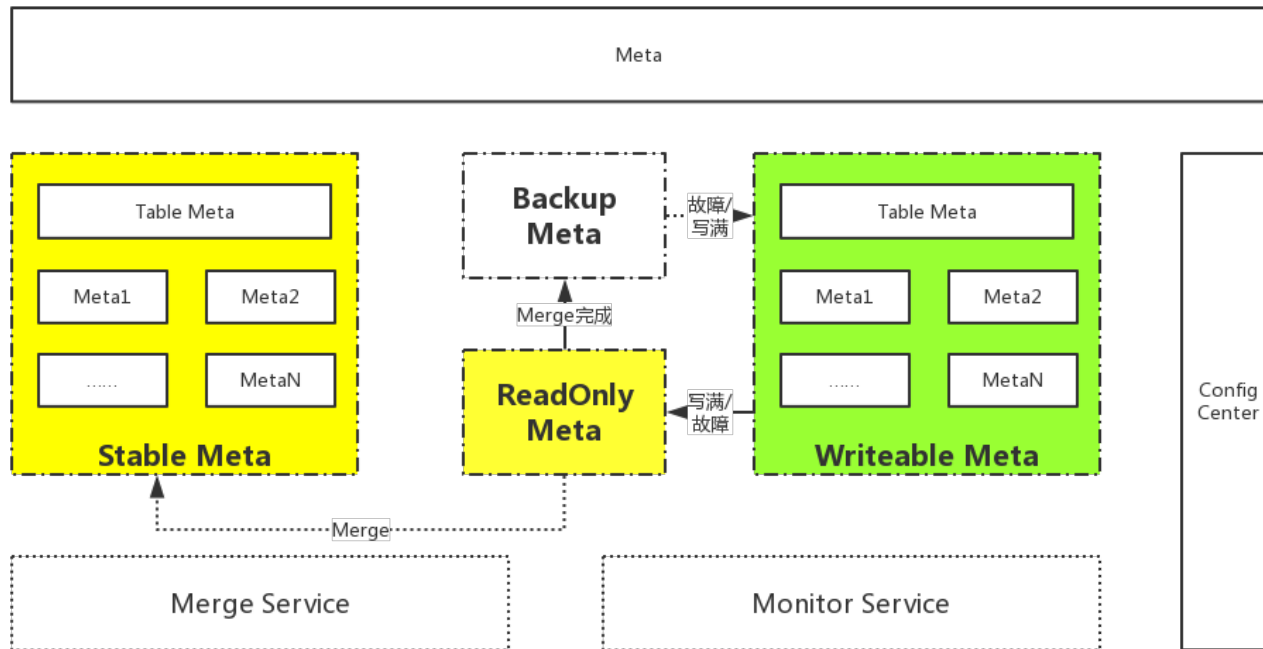 Meta
Table Meta
Meta1
Meta2
……
MetaN
Stable Meta
Backup
Meta
故障/
写满
Merge完成
ReadOnly
Meta
写满/
故障
Table Meta
Meta1
Meta2
……
MetaN
Writeable Meta
Config
Center
Merge
Merge Service
Monitor Service